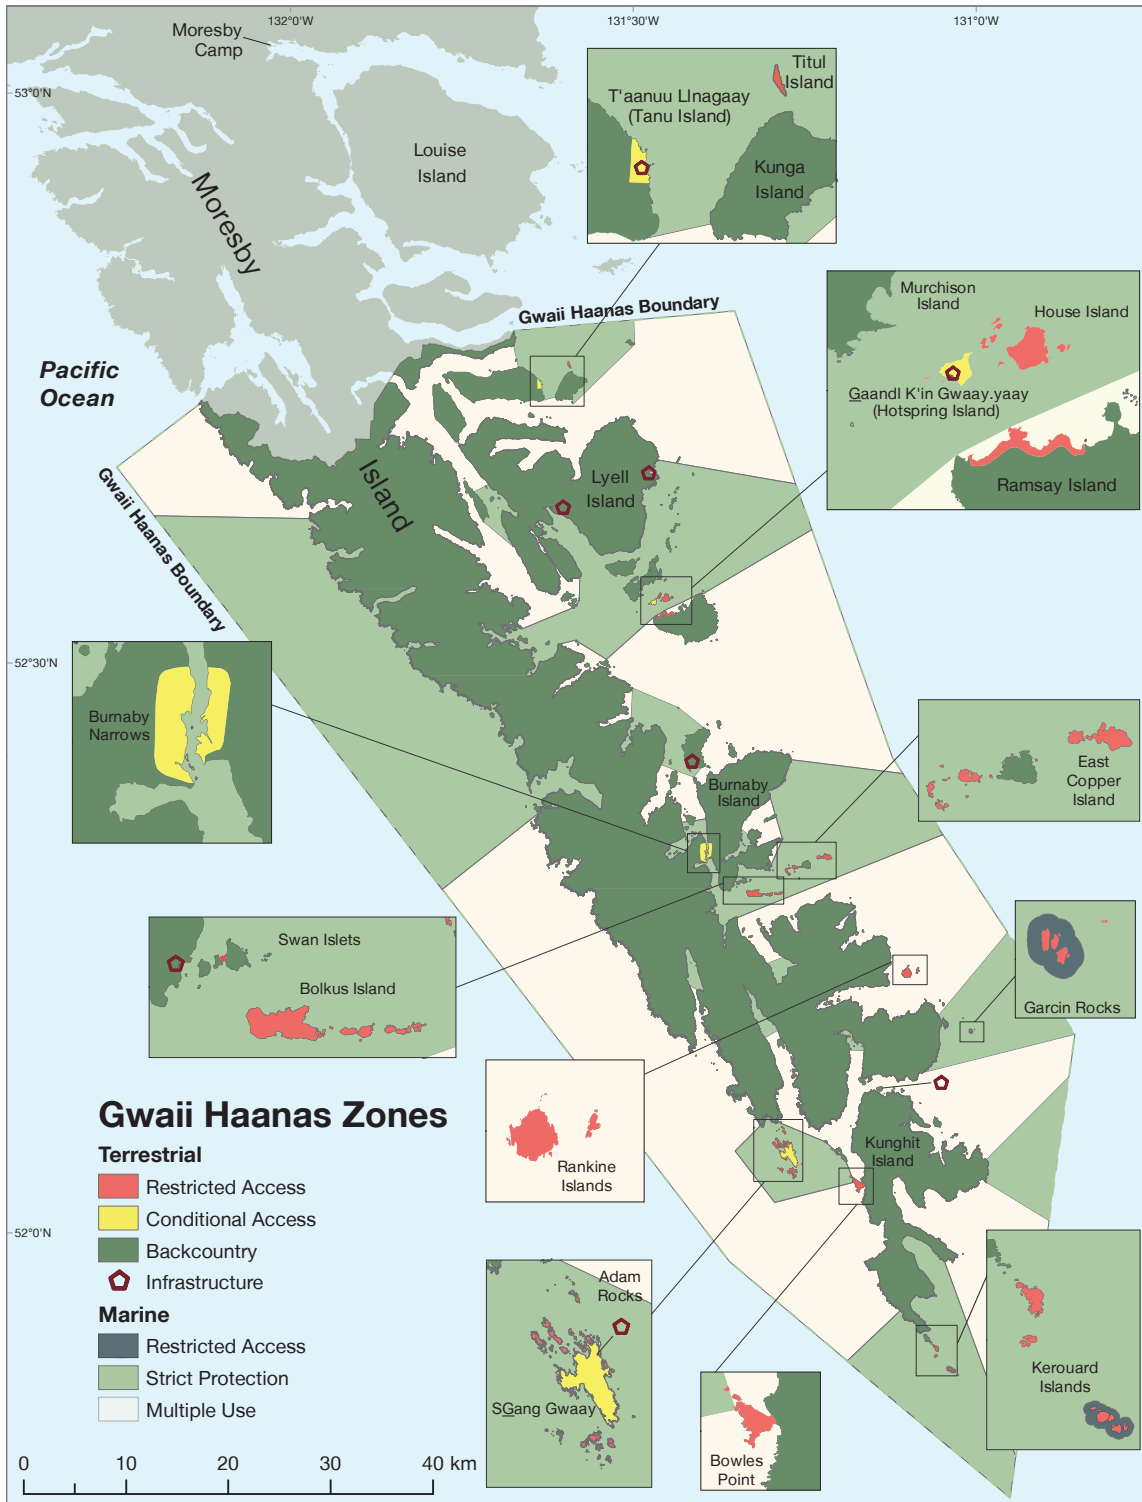 132°0'W
131°30'W
131°0'W
Moresby
Camp
53°0'N
Louise
Island
Moresby
Titul
Island
T'aanuu Llnagaay
(Tanu Island)
Kunga
Island
Murchison
Island
House Island
Gaandl K'in Gwaay.yaay
(Hotspring Island)
Ramsay Island
Gwaii Haanas Boundary
Pacific
Ocean
Island
Lyell
Island
Gwaii Haanas Boundary
52°30'N
Burnaby
Narrows
Burnaby
Island
East
Copper
Island
Swan Islets
Bolkus Island
Garcin Rocks
Rankine
Islands
Kunghit
Island
Gwaii Haanas Zones
Terrestrial
Restricted Access
Conditional Access
Backcountry
Infrastructure
Marine
Restricted Access
Strict Protection
Multiple Use
52°0'N
Adam
Rocks
SGang Gwaay
Bowles
Point
Kerouard
Islands
0 10 20 30 40 km